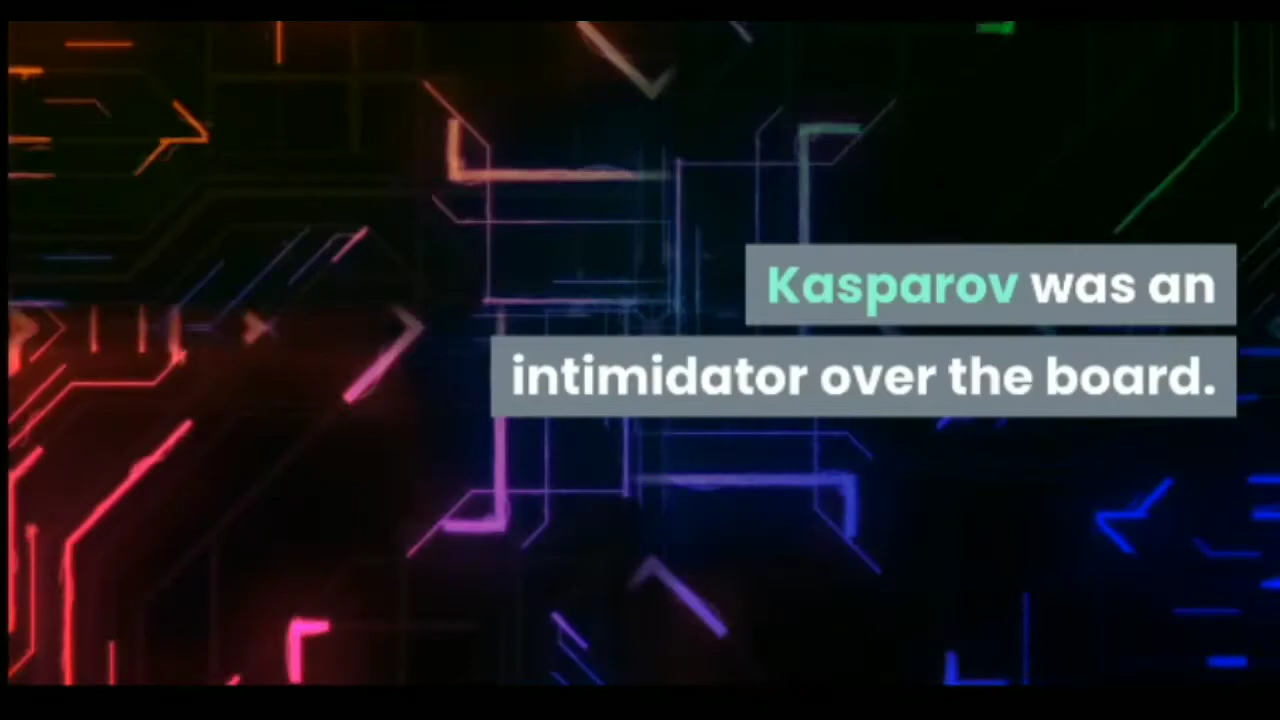 Kasparov was an
intimidator over the board.